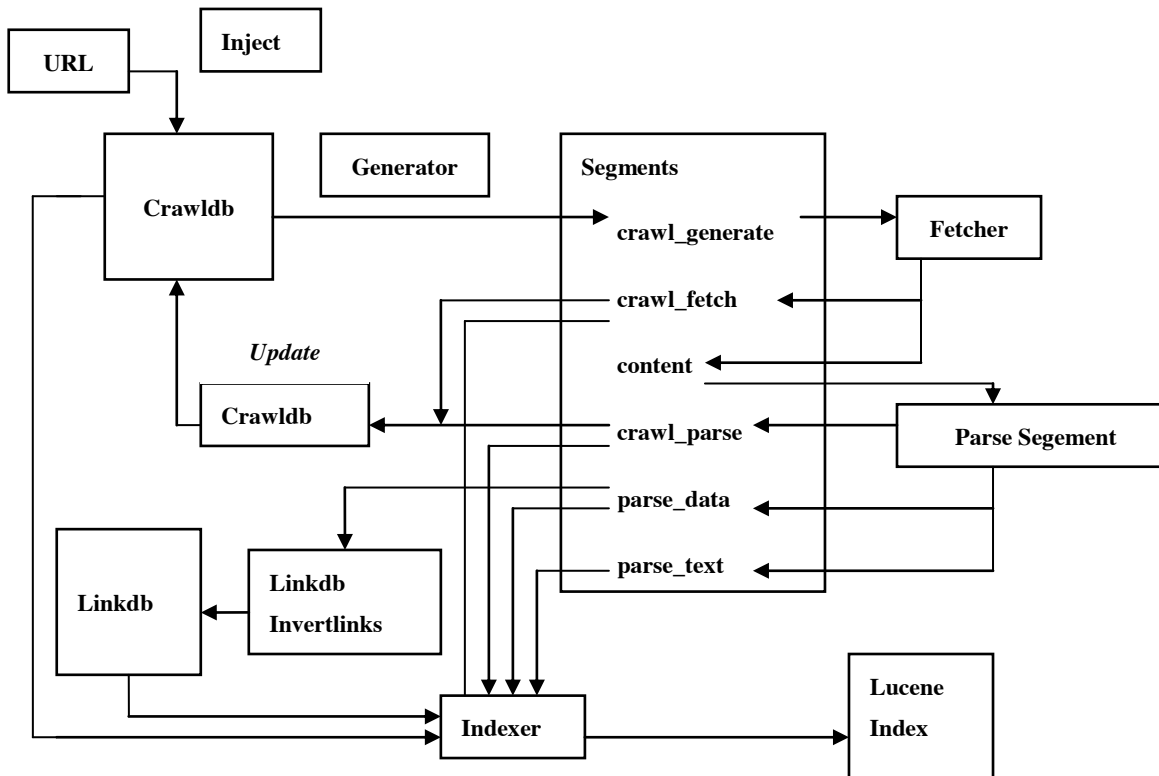 Inject
URL
Generator
Segments
Crawldb
crawl_generate
Fetcher
crawl_fetch
Update
content
Crawldb
crawl_parse
Parse Segement
parse_data
parse_text
Linkdb
Linkdb
Invertlinks
Indexer
Lucene
Index